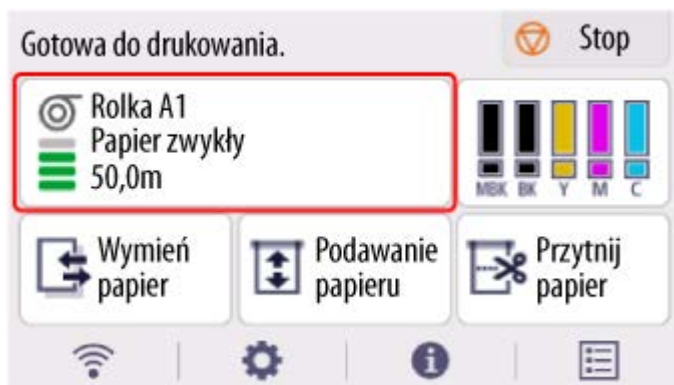 Gotowa do drukowania.
Stop
Rolka A1
Papier zwykły
50,0m
MBK BK Y M C
Wymień
papier
Podawanie
papieru
Przytnij
papier